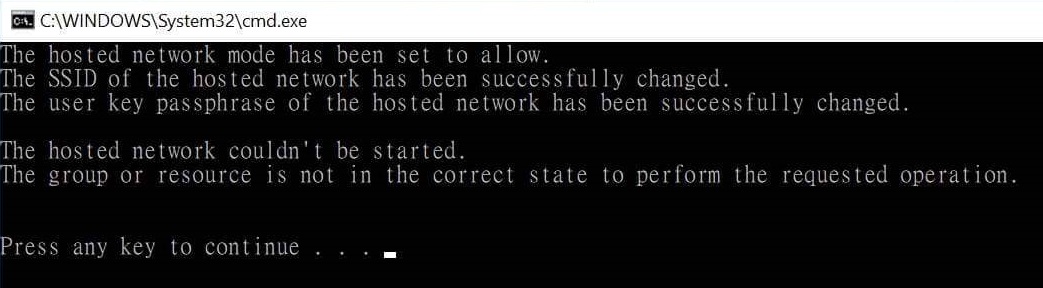 C:\WINDOWS\System32\cmd.exe
The hosted network mode has been set to allow.
The SSID of the hosted network has been successfully changed.
The user key passphrase of the hosted network has been successfully changed.
The hosted network couldn't be started.
The group or resource is not in the correct state to perform the requested operation.
Press any key to continue . . .